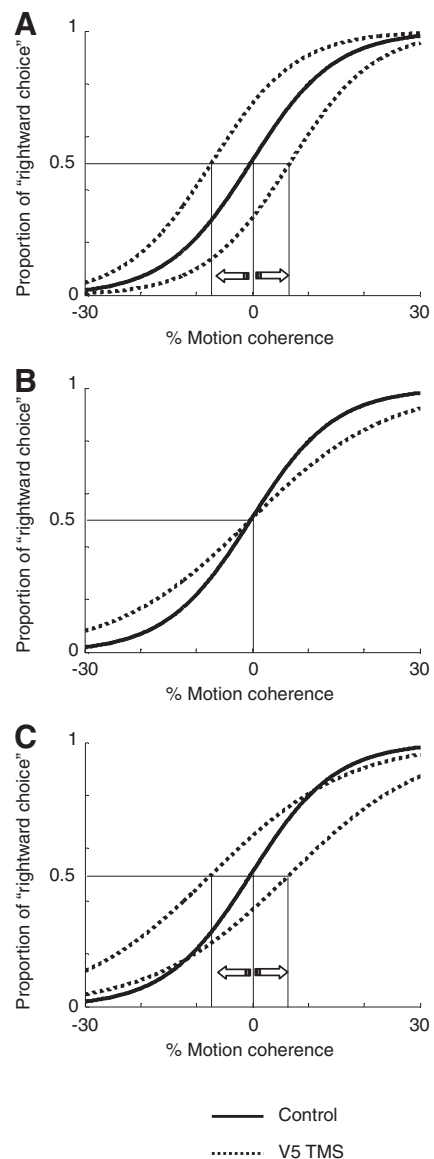 A
Proportion of “rightward choice”
1
0.5
0
-30
0
30
% Motion coherence
B
Proportion of “rightward choice”
1
0.5
0
-30
0
30
% Motion coherence
C
Proportion of “rightward choice”
1
0.5
0
-30
0
30
% Motion coherence
Control
V5 TMS